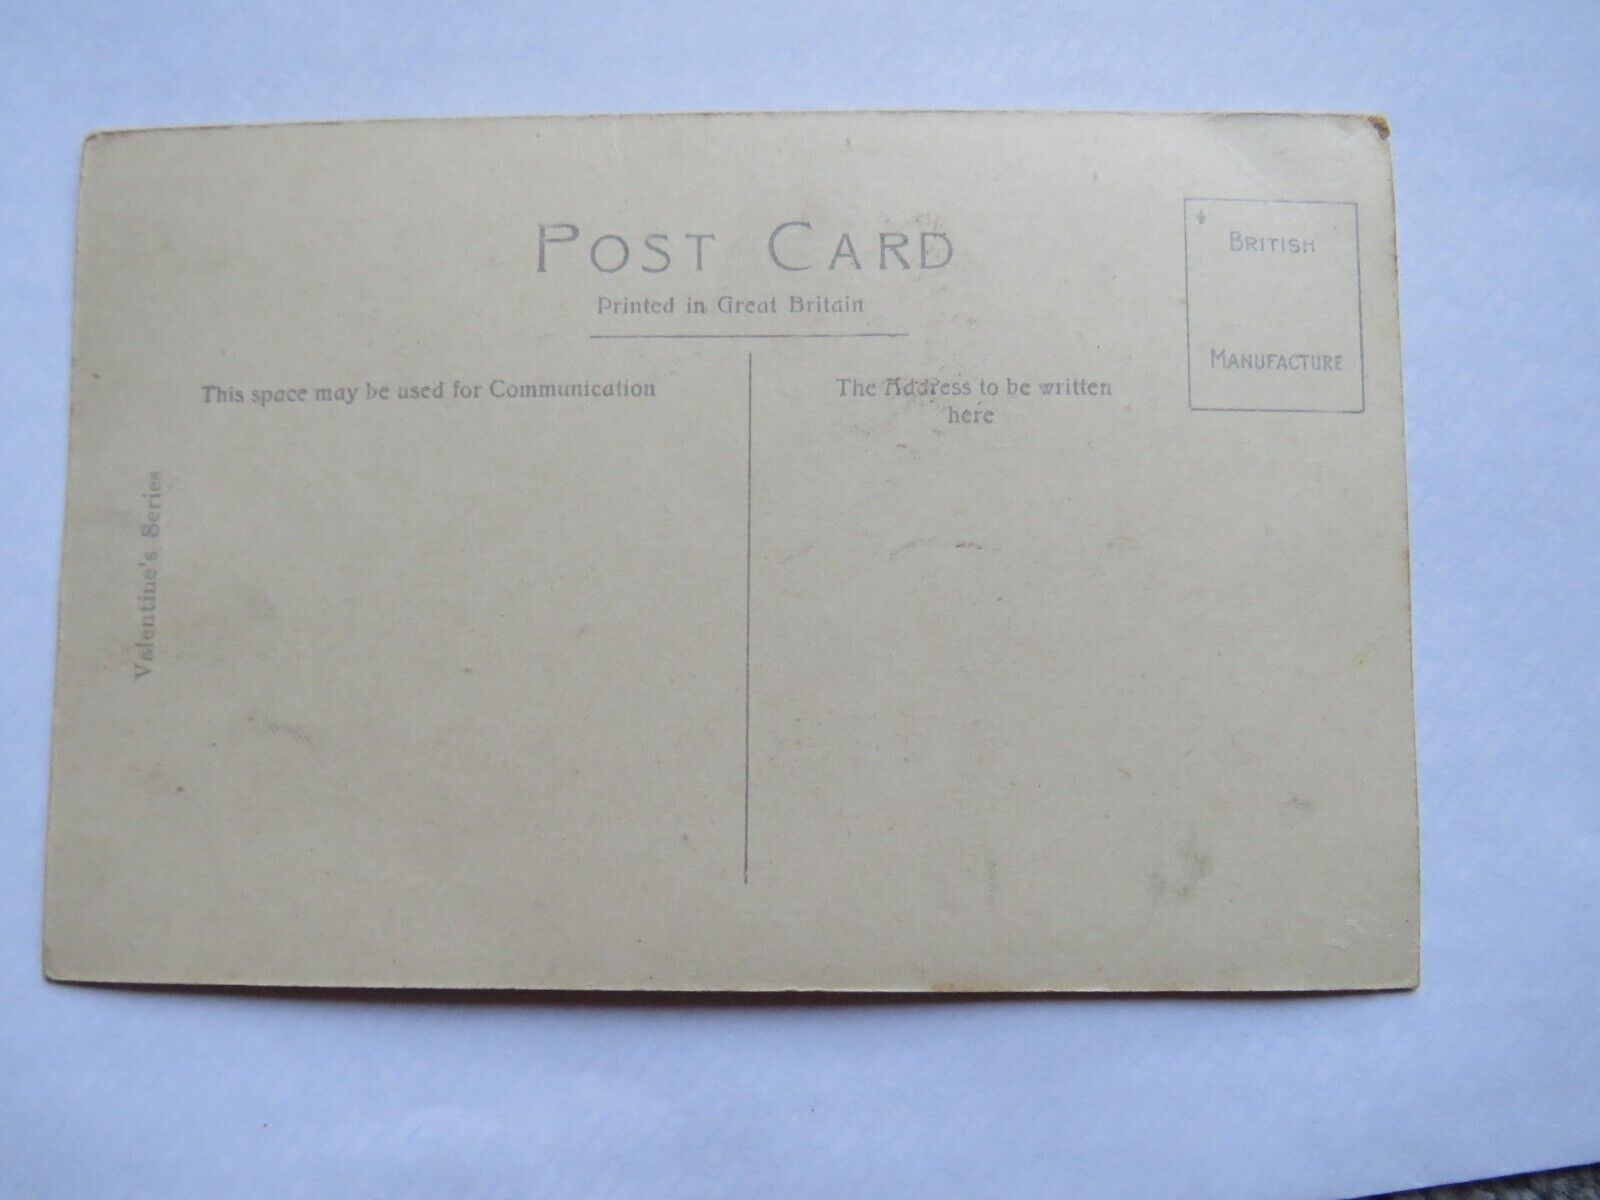 POST CARD
Printed in Great Britain
4
BRITISH
MANUFACTURE
This space may be used for Communication
The Address to be written
here
Valentine's Series